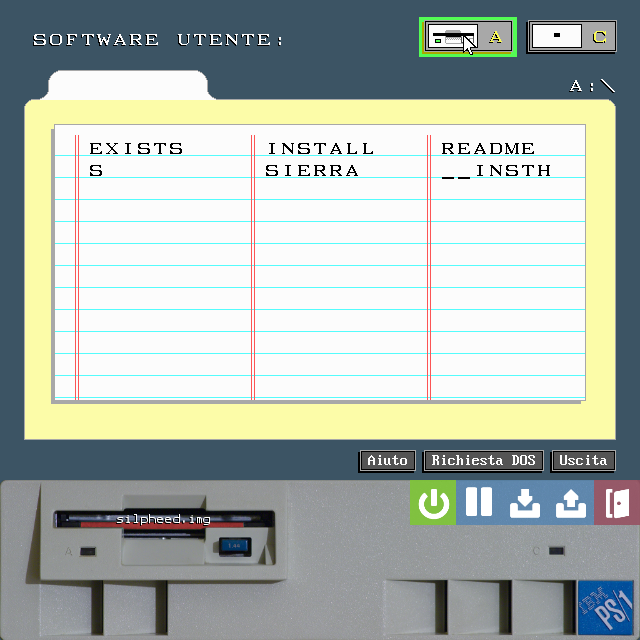 SOFTWARE UTENTE:
A
C
A:\
EXISTS INSTALL README
S SIERRA __INSTH
Aiuto Richiesta DOS Uscita
silpheed.img
A
C
IBM
PS/1